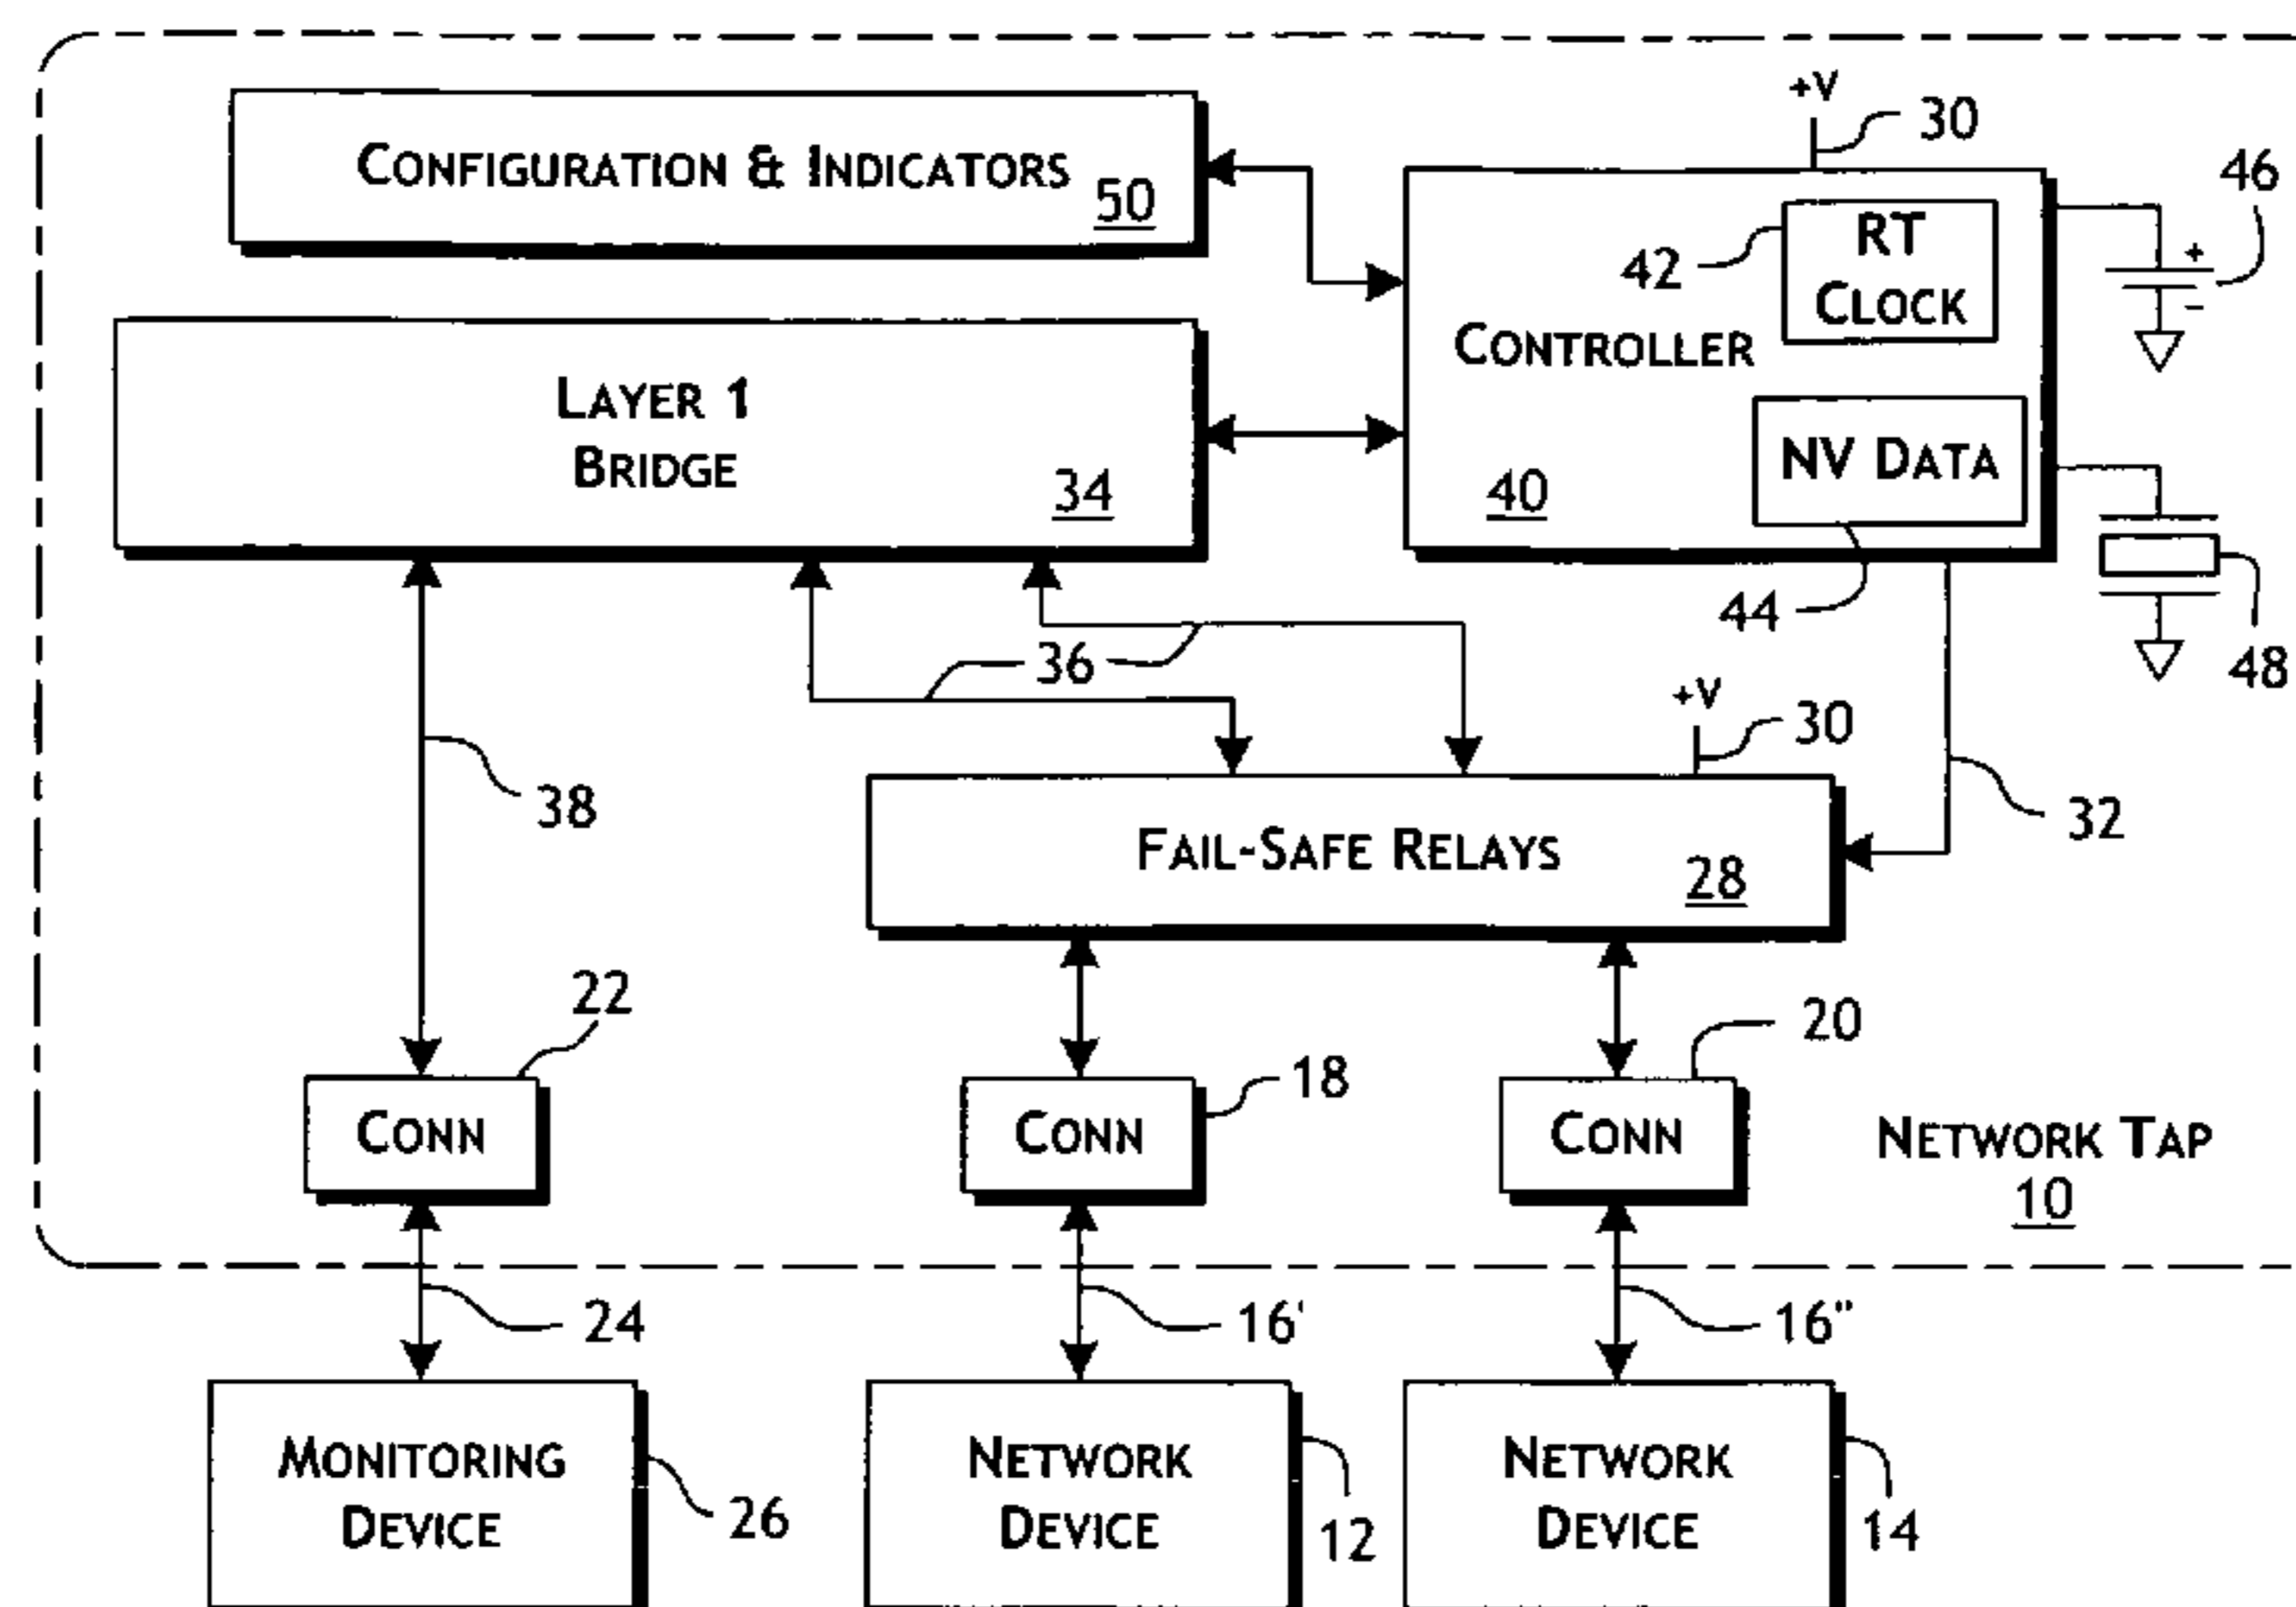 +V
30
CONFIGURATION & INDICATORS
50
46
RT
CLOCK
42
+
-
CONTROLLER
LAYER 1
BRIDGE
34
40
NV DATA
44
48
36
+V
30
38
32
FAIL-SAFE RELAYS
28
22
20
18
CONN
CONN
CONN
NETWORK TAP
10
24
16'
16"
MONITORING
DEVICE
26
NETWORK
DEVICE
12
NETWORK
DEVICE
14